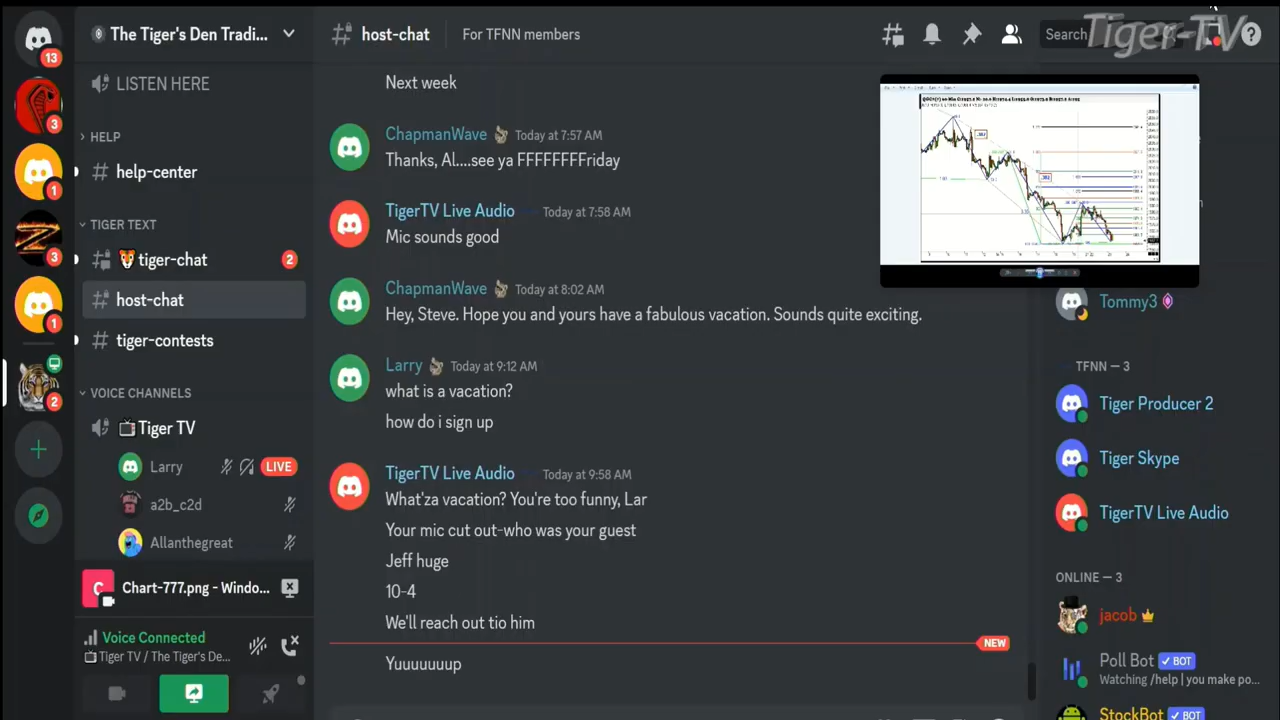 The Tiger's Den Tradi...
host-chat
For TFNN members
Search
Tiger-TV
13
3
1
3
1
2
LISTEN HERE
HELP
help-center
TIGER TEXT
tiger-chat
2
host-chat
tiger-contests
VOICE CHANNELS
Tiger TV
Larry
LIVE
a2b_c2d
Allanthegreat
C
Chart-777.png - Windo...
Voice Connected
Tiger TV / The Tiger's De...
Next week
ChapmanWave Today at 7:57 AM
Thanks, Al....see ya FFFFFFFFriday
TigerTV Live Audio Today at 7:58 AM
Mic sounds good
ChapmanWave Today at 8:02 AM
Hey, Steve. Hope you and yours have a fabulous vacation. Sounds quite exciting.
Larry Today at 9:12 AM
what is a vacation?
how do i sign up
TigerTV Live Audio Today at 9:58 AM
What'za vacation? You're too funny, Lar
Your mic cut out-who was your guest
Jeff huge
10-4
We'll reach out tio him
NEW
Yuuuuuuup
Tommy3
TFNN — 3
Tiger Producer 2
Tiger Skype
TigerTV Live Audio
ONLINE — 3
jacob
Poll Bot BOT
Watching /help | you make po...
StockBot BOT